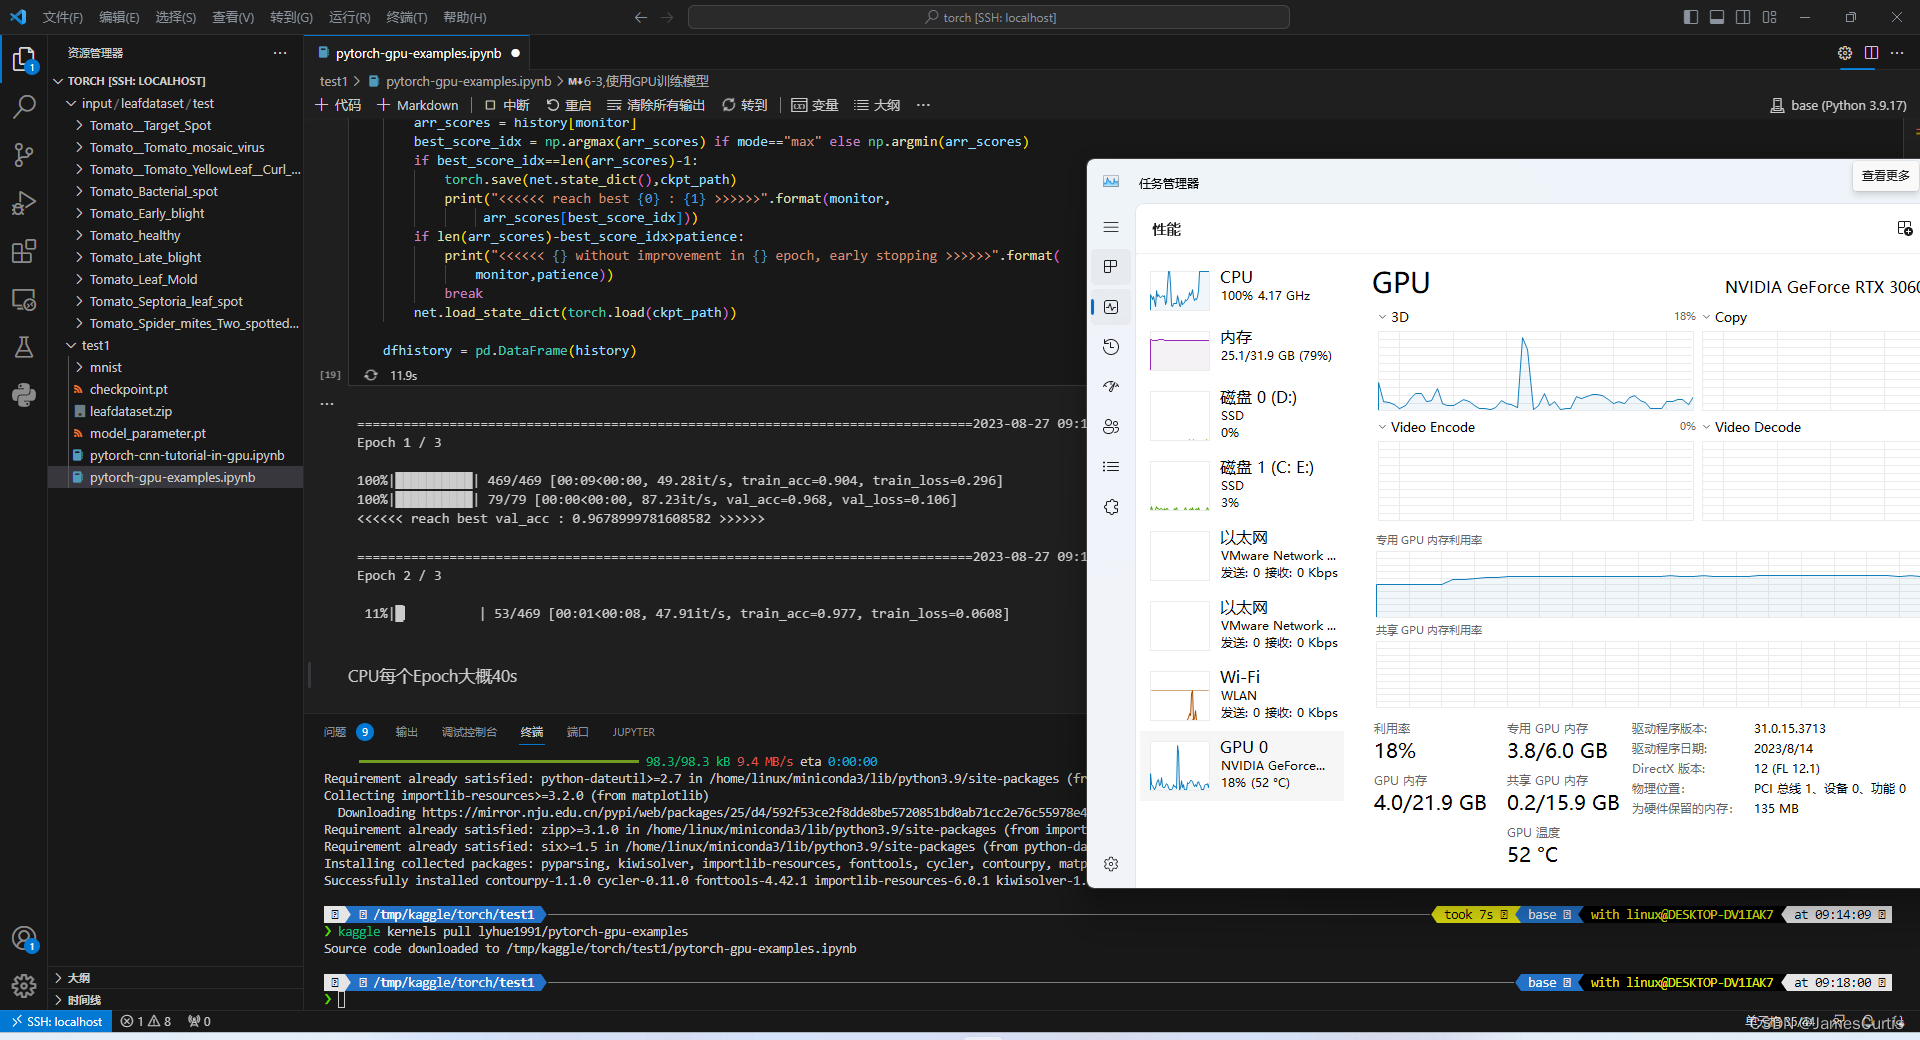 文件(F) 编辑(E) 选择(S) 查看(V) 转到(G) 运行(R) 终端(T) 帮助(H)
torch [SSH: localhost]
资源管理器
TORCH [SSH: LOCALHOST]
input / leafdataset / test
Tomato__Target_Spot
Tomato__Tomato_mosaic_virus
Tomato__Tomato_YellowLeaf__Curl_...
Tomato_Bacterial_spot
Tomato_Early_blight
Tomato_healthy
Tomato_Late_blight
Tomato_Leaf_Mold
Tomato_Septoria_leaf_spot
Tomato_Spider_mites_Two_spotted...
test1
mnist
checkpoint.pt
leafdataset.zip
model_parameter.pt
pytorch-cnn-tutorial-in-gpu.ipynb
pytorch-gpu-examples.ipynb
大纲
时间线
pytorch-gpu-examples.ipynb
test1 > pytorch-gpu-examples.ipynb > M↓6-3,使用GPU训练模型
+ 代码 + Markdown 中断 重启 清除所有输出 转到 变量 大纲 ...
base (Python 3.9.17)
arr_scores = history[monitor]
best_score_idx = np.argmax(arr_scores) if mode=="max" else np.argmin(arr_scores)
if best_score_idx==len(arr_scores)-1:
torch.save(net.state_dict(),ckpt_path)
print("<<<<<< reach best {0} : {1} >>>>>>".format(monitor,
arr_scores[best_score_idx]))
if len(arr_scores)-best_score_idx>patience:
print("<<<<<< {} without improvement in {} epoch, early stopping >>>>>>".format(
monitor,patience))
break
net.load_state_dict(torch.load(ckpt_path))
dfhistory = pd.DataFrame(history)
[19] 11.9s
...
================================================================================2023-08-27 09:1
Epoch 1 / 3
100%|██████████| 469/469 [00:09<00:00, 49.28it/s, train_acc=0.904, train_loss=0.296]
100%|██████████| 79/79 [00:00<00:00, 87.23it/s, val_acc=0.968, val_loss=0.106]
<<<<<< reach best val_acc : 0.9678999781608582 >>>>>>
================================================================================2023-08-27 09:1
Epoch 2 / 3
11%|█ | 53/469 [00:01<00:08, 47.91it/s, train_acc=0.977, train_loss=0.0608]
CPU每个Epoch大概40s
问题 9 输出 调试控制台 终端 端口 JUPYTER
98.3/98.3 kB 9.4 MB/s eta 0:00:00
Requirement already satisfied: python-dateutil>=2.7 in /home/linux/miniconda3/lib/python3.9/site-packages (fr
Collecting importlib-resources>=3.2.0 (from matplotlib)
Downloading https://mirror.nju.edu.cn/pypi/web/packages/25/d4/592f53ce2f8dde8be5720851bd0ab71cc2e76c55978e4
Requirement already satisfied: zipp>=3.1.0 in /home/linux/miniconda3/lib/python3.9/site-packages (from import
Requirement already satisfied: six>=1.5 in /home/linux/miniconda3/lib/python3.9/site-packages (from python-da
Installing collected packages: pyparsing, kiwisolver, importlib-resources, fonttools, cycler, contourpy, matp
Successfully installed contourpy-1.1.0 cycler-0.11.0 fonttools-4.42.1 importlib-resources-6.0.1 kiwisolver-1.
/tmp/kaggle/torch/test1 took 7s base with linux@DESKTOP-DV1IAK7 at 09:14:09
❯ kaggle kernels pull lyhue1991/pytorch-gpu-examples
Source code downloaded to /tmp/kaggle/torch/test1/pytorch-gpu-examples.ipynb
/tmp/kaggle/torch/test1 base with linux@DESKTOP-DV1IAK7 at 09:18:00
❯
任务管理器
查看更多
性能
CPU
100% 4.17 GHz
内存
25.1/31.9 GB (79%)
磁盘 0 (D:)
SSD
0%
磁盘 1 (C: E:)
SSD
3%
以太网
VMware Network ...
发送: 0 接收: 0 Kbps
以太网
VMware Network ...
发送: 0 接收: 0 Kbps
Wi-Fi
WLAN
发送: 0 接收: 0 Kbps
GPU 0
NVIDIA GeForce...
18% (52 °C)
GPU NVIDIA GeForce RTX 3060
3D 18% Copy
Video Encode 0% Video Decode
专用 GPU 内存利用率
共享 GPU 内存利用率
利用率
18%
专用 GPU 内存
3.8/6.0 GB
GPU 内存
4.0/21.9 GB
共享 GPU 内存
0.2/15.9 GB
GPU 温度
52 °C
驱动程序版本: 31.0.15.3713
驱动程序日期: 2023/8/14
DirectX 版本: 12 (FL 12.1)
物理位置: PCI 总线 1、设备 0、功能 0
为硬件保留的内存: 135 MB
SSH: localhost 1 8 0
CSDN @JamesCurtis